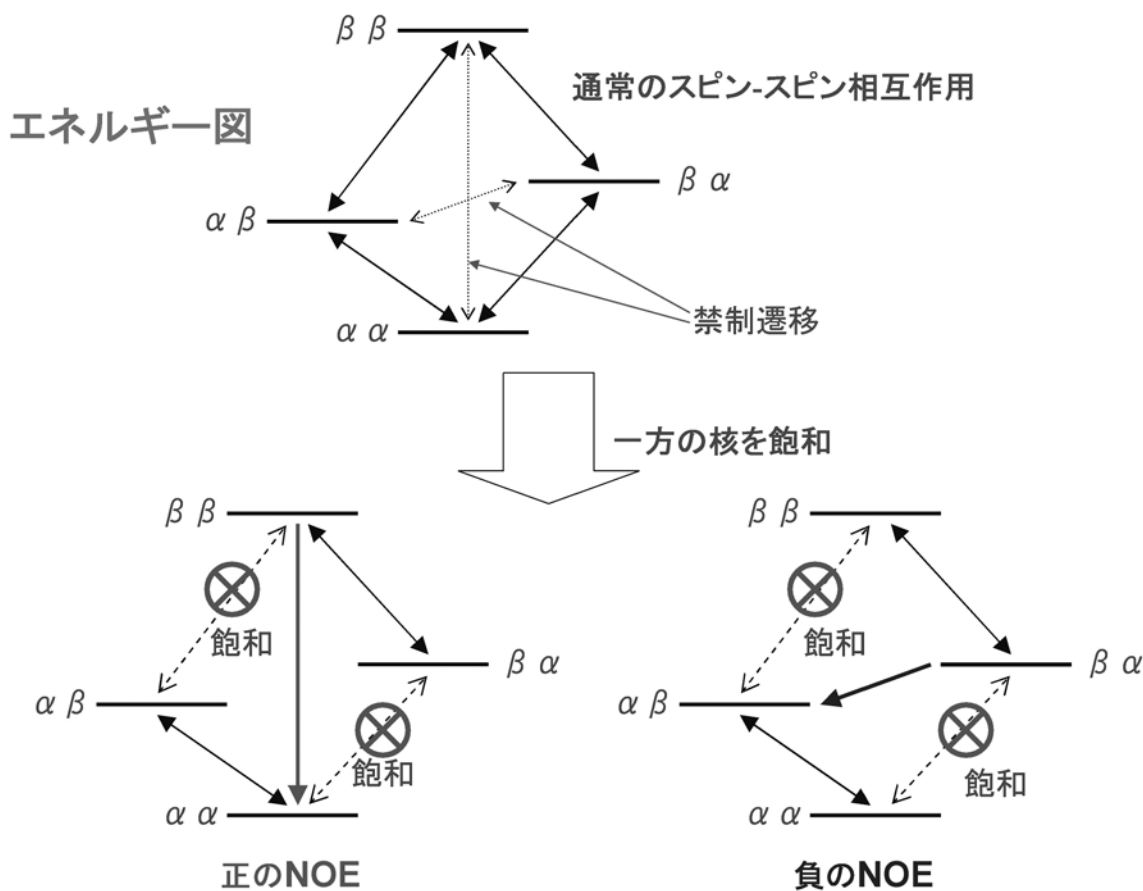 β β
通常のスピン-スピン相互作用
エネルギー図
β α
α β
禁制遷移
α α
一方の核を飽和
β β
飽和
β α
α β
飽和
α α
正のNOE
β β
飽和
β α
α β
飽和
α α
負のNOE